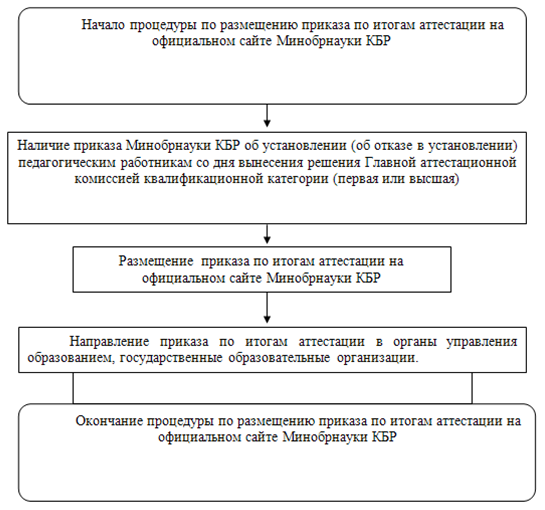 Начало процедуры по размещению приказа по итогам аттестации на
официальном сайте Минобрнауки КБР
Наличие приказа Минобрнауки КБР об установлении (об отказе в установлении)
педагогическим работникам со дня вынесения решения Главной аттестационной
комиссией квалификационной категории (первая или высшая)
Размещение приказа по итогам аттестации на
официальном сайте Минобрнауки КБР
Направление приказа по итогам аттестации в органы управления
образованием, государственные образовательные организации.
Окончание процедуры по размещению приказа по итогам аттестации на
официальном сайте Минобрнауки КБР